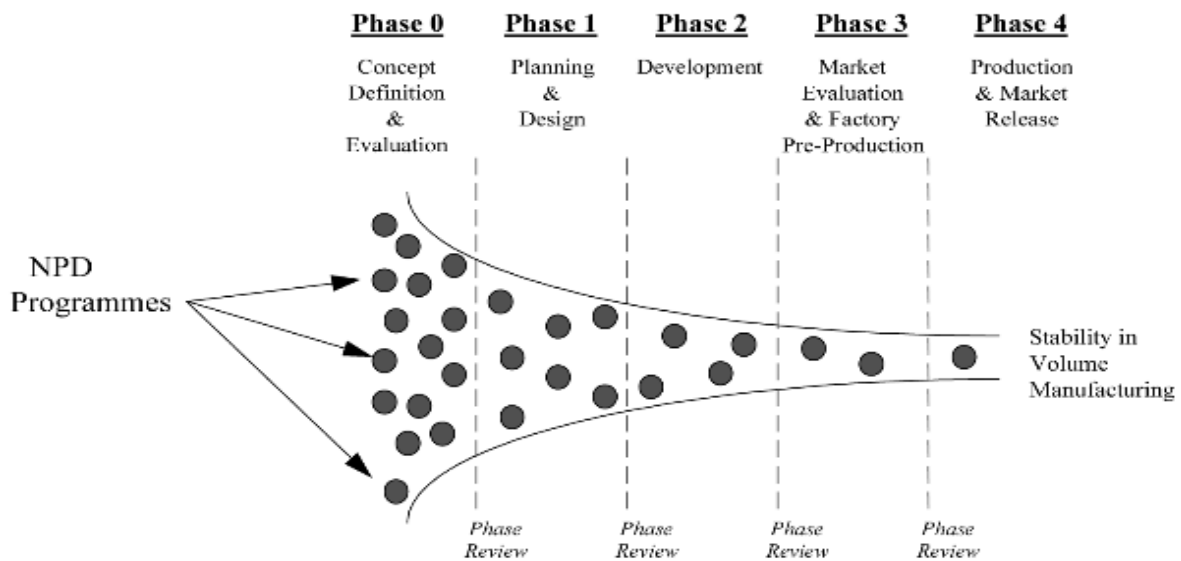 Phase 0
Concept
Definition
&
Evaluation
Phase 1
Planning
&
Design
Phase 2
Development
Phase 3
Market
Evaluation
& Factory
Pre-Production
Phase 4
Production
& Market
Release
NPD
Programmes
Stability in
Volume
Manufacturing
Phase
Review
Phase
Review
Phase
Review
Phase
Review